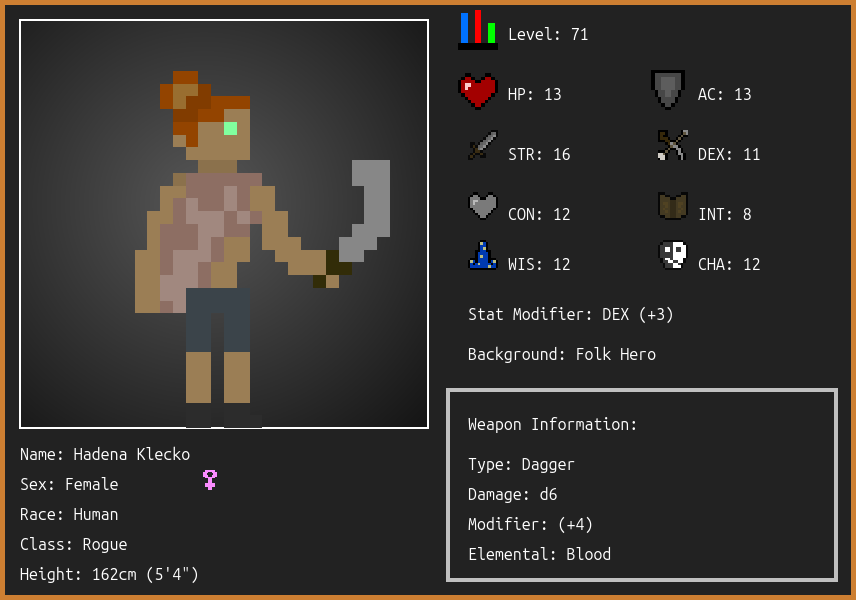 Level: 71
HP: 13
AC: 13
STR: 16
DEX: 11
CON: 12
INT: 8
WIS: 12
CHA: 12
Stat Modifier: DEX (+3)
Background: Folk Hero
Weapon Information:
Type: Dagger
Damage: d6
Modifier: (+4)
Elemental: Blood
Name: Hadena Klecko
Sex: Female
Race: Human
Class: Rogue
Height: 162cm (5'4")